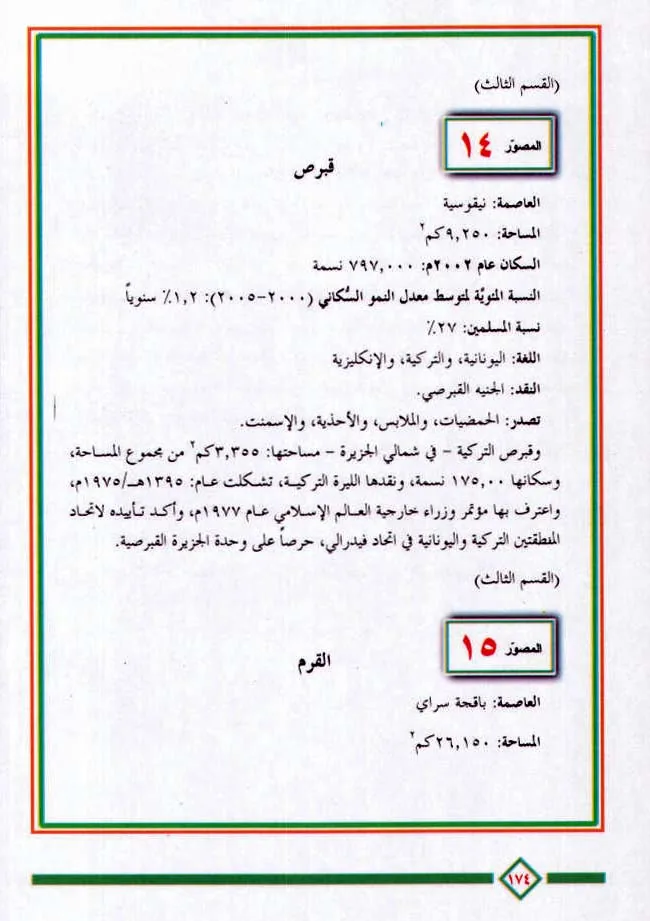 (القسم الثالث)
المصوّر ١٤
قبرص
العاصمة: نيقوسية
المساحة: ٩,٢٥٠كم٢
السكان عام ٢٠٠٢م: ٧٩٧,٠٠٠ نسمة
النسبة المئويّة لمتوسط معدل النمو السُّكاني (٢٠٠٠-٢٠٠٥): ١,٢٪ سنوياً
نسبة المسلمين: ٢٧٪
اللغة: اليونانية، والتركية، والإنكليزية
النقد: الجنيه القبرصي.
تصدر: الحمضيات، والملابس، والأحذية، والإسمنت.
وقبرص التركية - في شمالي الجزيرة - مساحتها: ٣,٣٥٥كم٢ من مجموع المساحة،
وسكانها ١٧٥,٠٠ نسمة، ونقدها الليرة التركية، تشكلت عام: ١٣٩٥هـ/١٩٧٥م،
واعترف بها مؤتمر وزراء خارجية العالم الإسلامي عام ١٩٧٧م، وأكد تأييده لاتحاد
المنطقتين التركية واليونانية في اتحاد فيدرالي، حرصاً على وحدة الجزيرة القبرصية.
(القسم الثالث)
المصوّر ١٥
القرم
العاصمة: باقجة سراي
المساحة: ٢٦,١٥٠كم٢
١٧٤